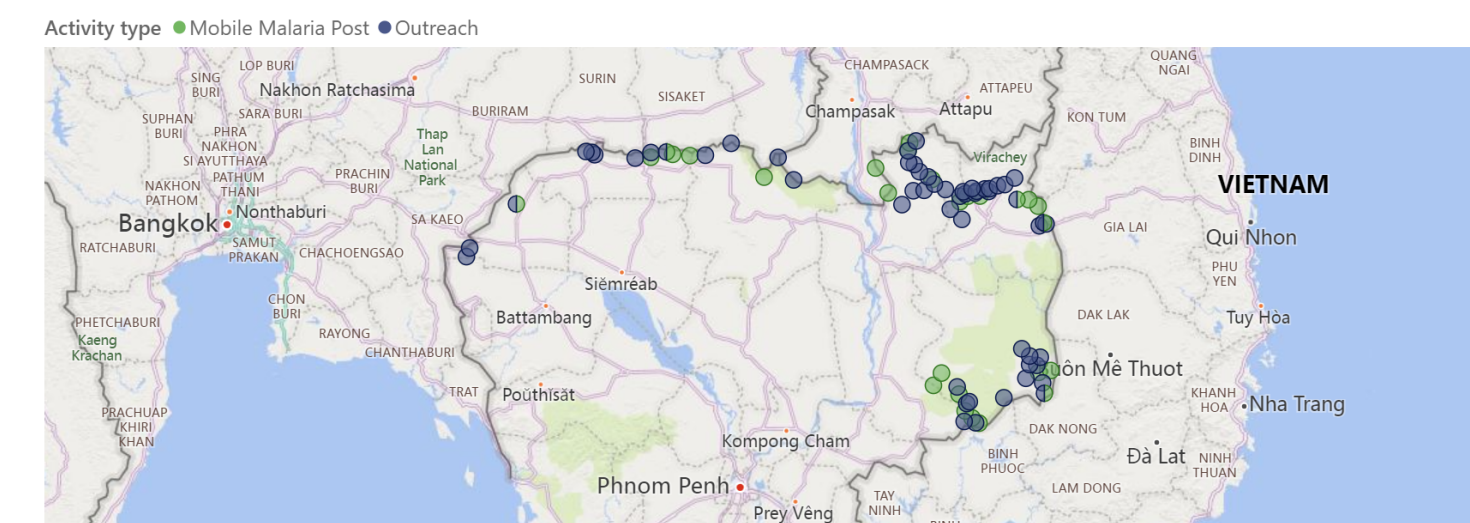 Activity type Mobile Malaria Post Outreach
QUANG
NGAI
LOP BURI
CHAMPASACK
SING
BURI
SURIN
Nakhon Ratchasima
ATTAPEU
SISAKET
BURIRAM
Champasak
Attapu
SARA BURI
SUPHAN
BURI
KON TUM
PHRA
NAKHON
SI AYUTTHAYA
Thap
Lan
National
Park
BINH
DINH
Virachey
PATHUM
THANI
PRACHIN
BURI
NAKHON
PATHOM
VIETNAM
Nonthaburi
Bangkok
SA KAEO
GIA LAI
Qui Nhon
RATCHABURI
SAMUT
PRAKAN
CHACHOENGSAO
PHU
YEN
Siĕmréab
CHON
BURI
Battambang
DAK LAK
Tuy Hòa
PHETCHABURI
Kaeng
Krachan
RAYONG
CHANTHABURI
uôn Mê Thuot
TRAT
Poŭthĭsăt
KHANH
HOA
Nha Trang
PRACHUAP
KHIRI
KHAN
Kompong Cham
DAK NONG
BINH
PHUOC
Đà Lat
NINH
THUAN
Phnom Penh
LAM DONG
TAY
NINH
Prey Vêng